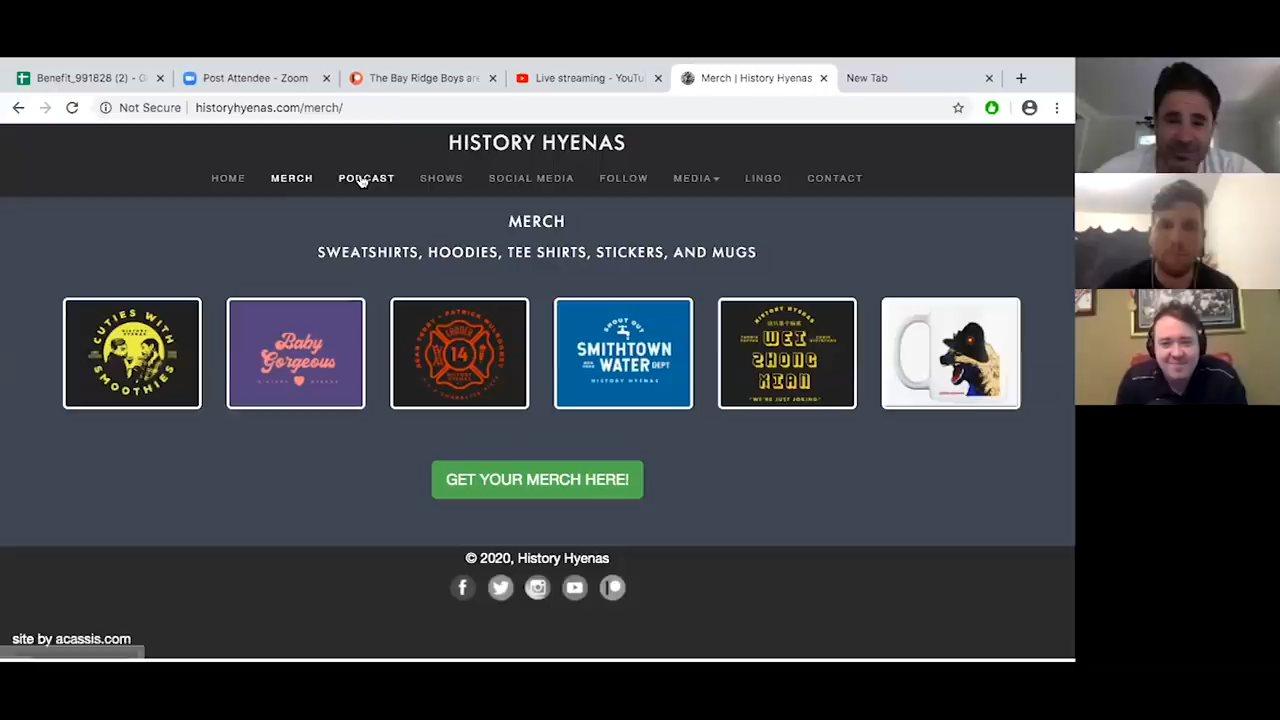 Benefit_991828 (2) - G
Post Attendee - Zoom
The Bay Ridge Boys are
Live streaming - YouTu
Merch | History Hyenas
New Tab
Not Secure
historyhyenas.com/merch/
HISTORY HYENAS
HOME
MERCH
PODCAST
SHOWS
SOCIAL MEDIA
FOLLOW
MEDIA
LINGO
CONTACT
MERCH
SWEATSHIRTS, HOODIES, TEE SHIRTS, STICKERS, AND MUGS
CUTIES WITH
SMOOTHIES
Baby
Gorgeous
HISTORY HYENAS
14
SHOUT OUT
SMITHTOWN
WATER DEPT
HISTORY HYENAS
HISTORY HYENAS
WEI
ZHONG
XIAN
"WE'RE JUST JOKING."
GET YOUR MERCH HERE!
© 2020, History Hyenas
site by acassis.com